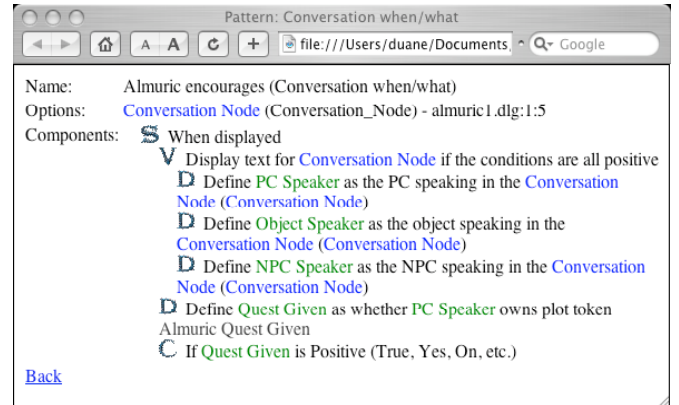 Pattern: Conversation when/what
A A C + file:///Users/duane/Documents, Q Google
Name: Almuric encourages (Conversation when/what)
Options: Conversation Node (Conversation_Node) - almuric1.dlg:1:5
Components: S When displayed
V Display text for Conversation Node if the conditions are all positive
D Define PC Speaker as the PC speaking in the Conversation
Node (Conversation Node)
D Define Object Speaker as the object speaking in the
Conversation Node (Conversation Node)
D Define NPC Speaker as the NPC speaking in the Conversation
Node (Conversation Node)
D Define Quest Given as whether PC Speaker owns plot token
Almuric Quest Given
C If Quest Given is Positive (True, Yes, On, etc.)
Back